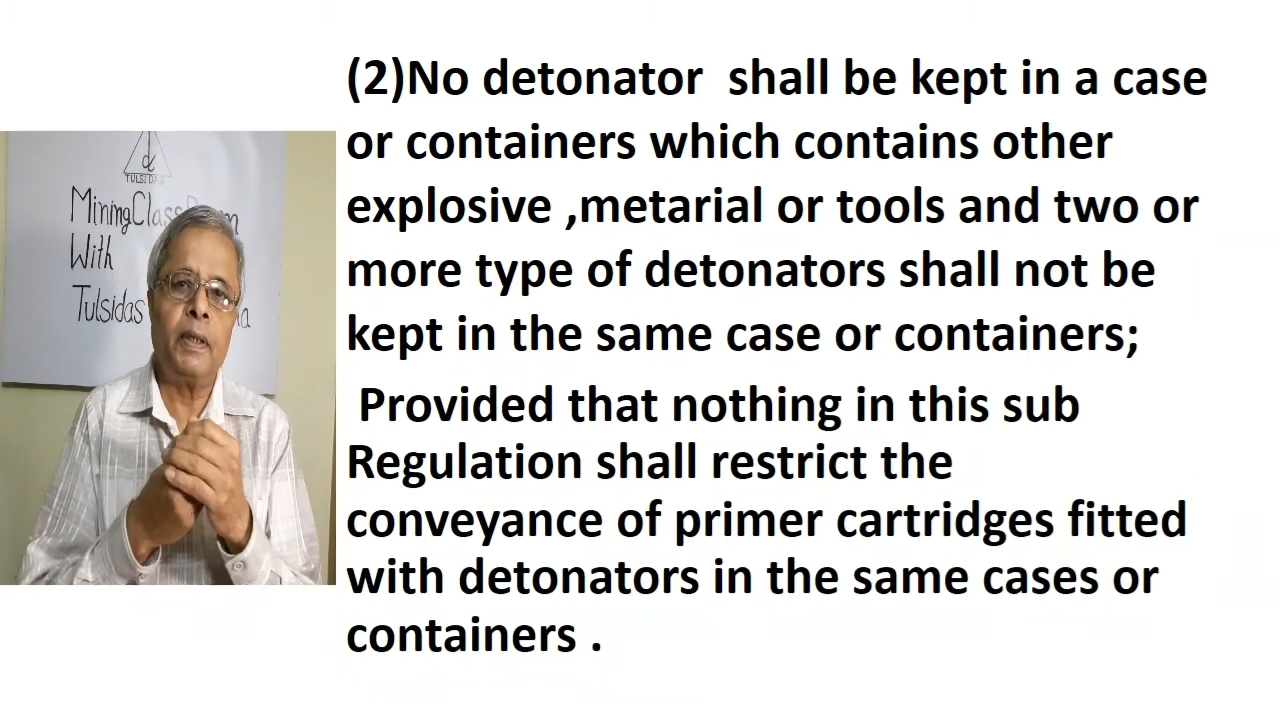 TULSIDAS
MiningClassRoom
With
Tulsidas
(2)No detonator shall be kept in a case
or containers which contains other
explosive ,metarial or tools and two or
more type of detonators shall not be
kept in the same case or containers;
Provided that nothing in this sub
Regulation shall restrict the
conveyance of primer cartridges fitted
with detonators in the same cases or
containers .